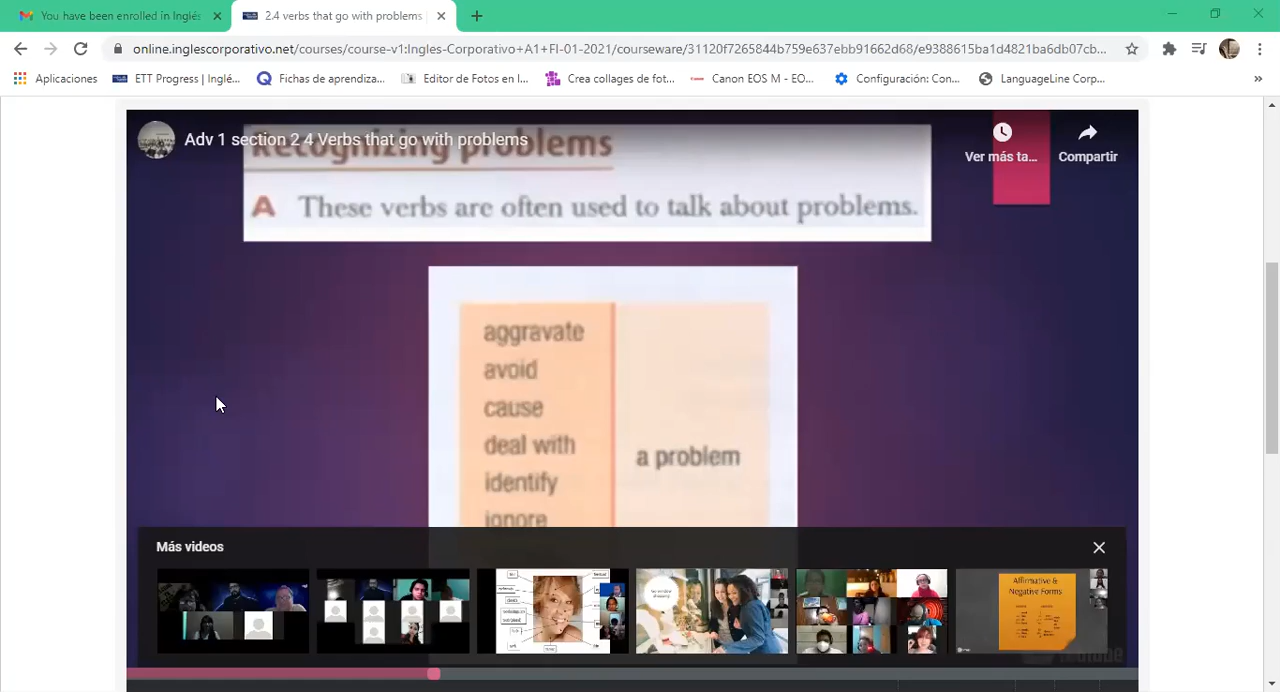 You have been enrolled in Inglés
2.4 verbs that go with problems
online.inglescorporativo.net/courses/course-v1:Ingles-Corporativo+A1+FI-01-2021/courseware/31120f7265844b759e637ebb91662d68/e9388615ba1d4821ba6db07cb...
Aplicaciones
ETT Progress | Inglé...
Fichas de aprendiza...
Editor de Fotos en l...
Crea collages de fot...
Canon EOS M - EO...
Configuración: Con...
LanguageLine Corp...
»
Adv 1 section 2 4 Verbs that go with problems
Ver más ta...
Compartir
Recognizing problems
A These verbs are often used to talk about problems.
aggravate
avoid
cause
deal with
identify
ignore
a problem
Más videos
Affirmative &
Negative Forms